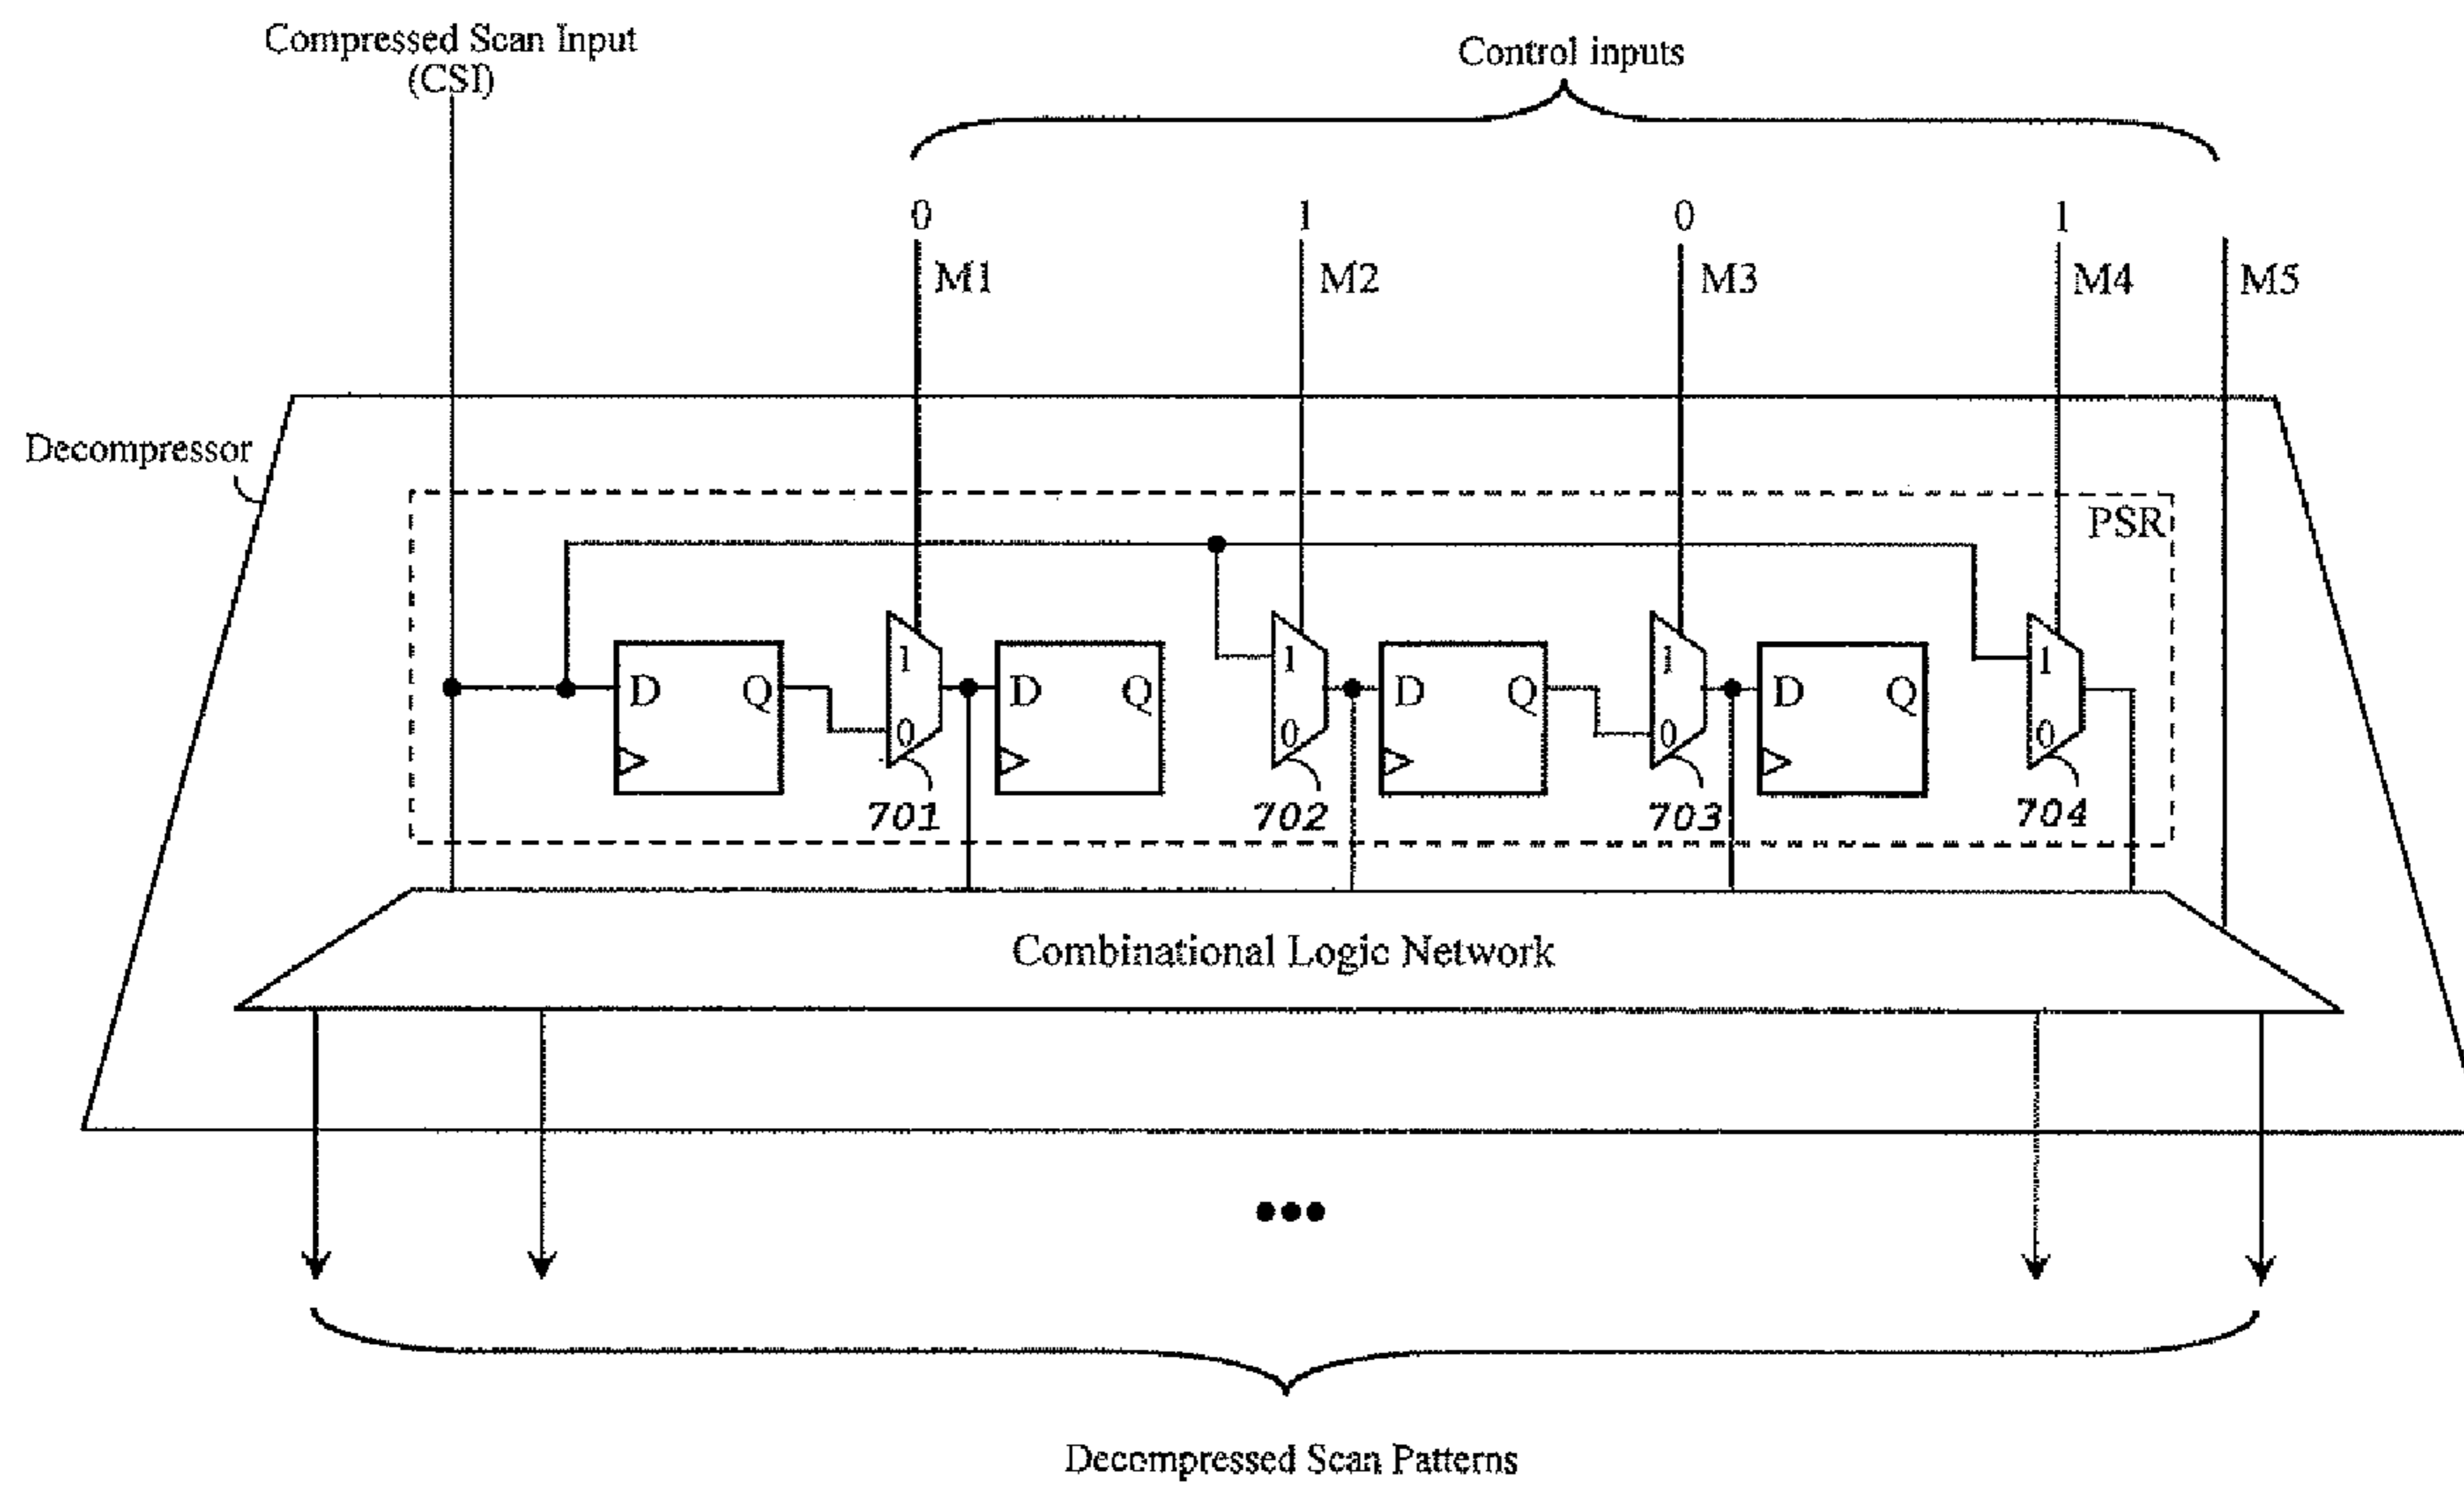 Compressed Scan Input
(CSI)
Control inputs
0
1
0
1
M1
M2
M3
M4
M5
Decompressor
PSR
D
Q
1
0
D
Q
1
0
D
Q
1
0
D
Q
1
0
701
702
703
704
Combinational Logic Network
Decompressed Scan Patterns